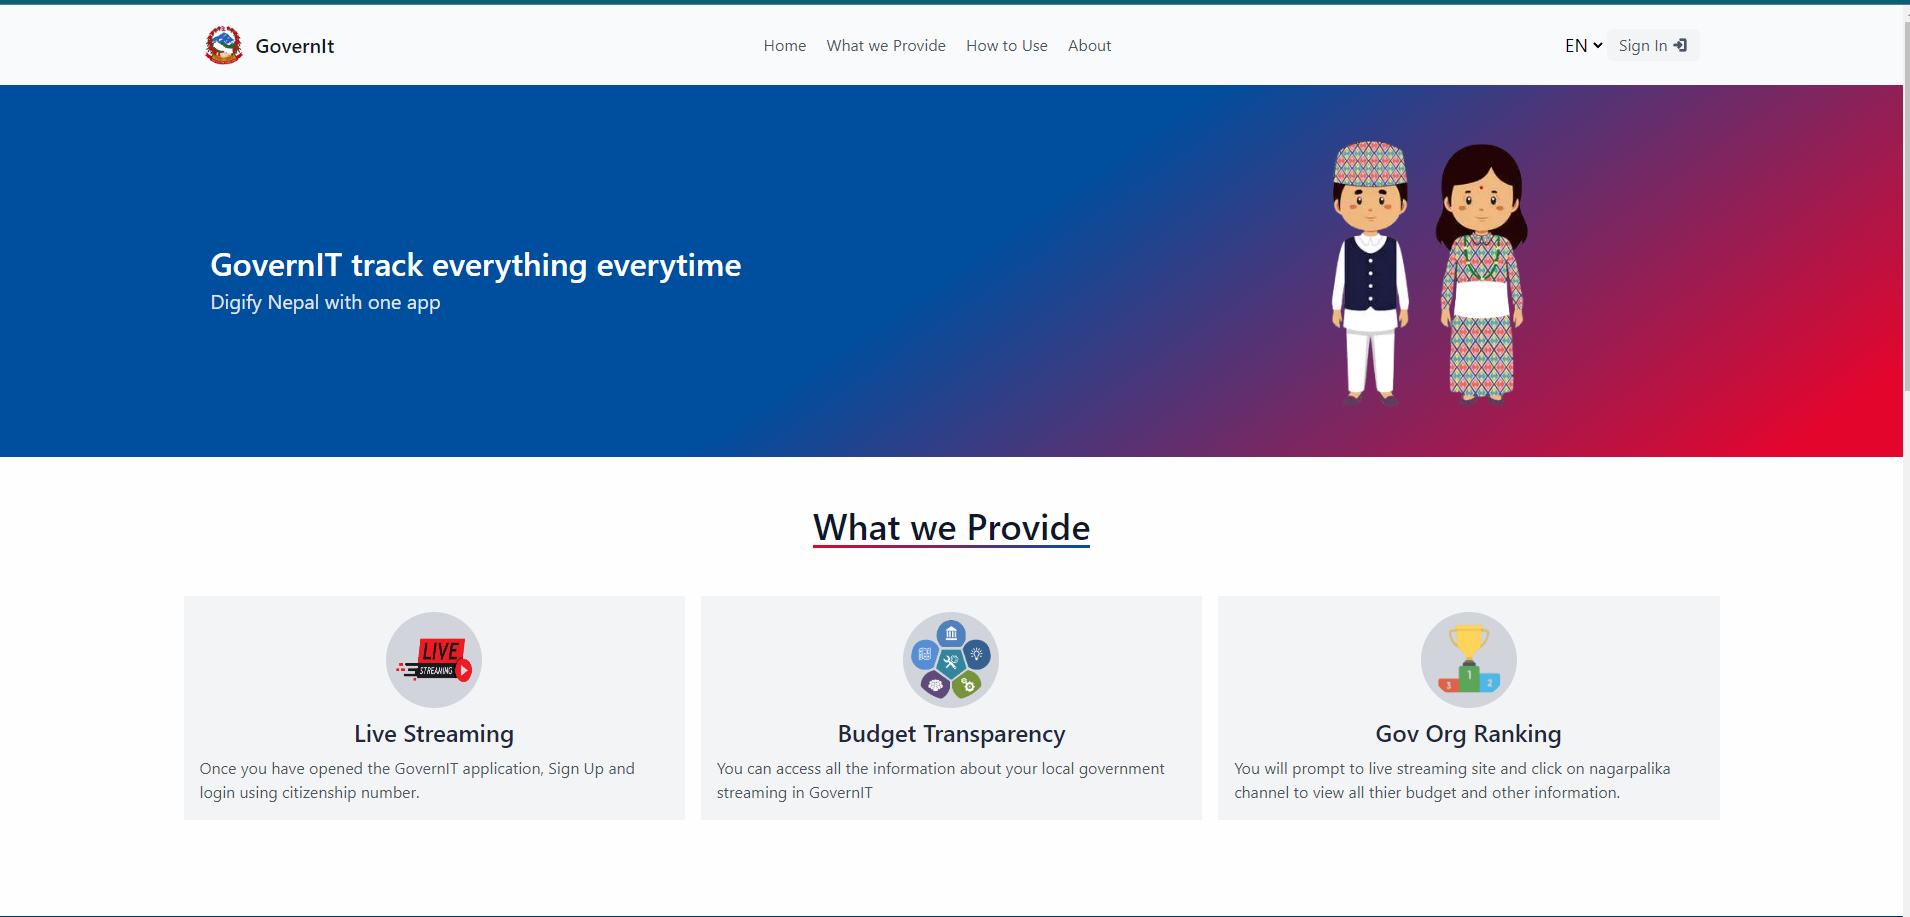 GovernIt
Home
What we Provide
How to Use
About
EN
Sign In
GovernIT track everything everytime
Digify Nepal with one app
What we Provide
LIVE
STREAMING
Live Streaming
Once you have opened the GovernIT application, Sign Up and
login using citizenship number.
Budget Transparency
You can access all the information about your local government
streaming in GovernIT
1
2
3
Gov Org Ranking
You will prompt to live streaming site and click on nagarpalika
channel to view all thier budget and other information.